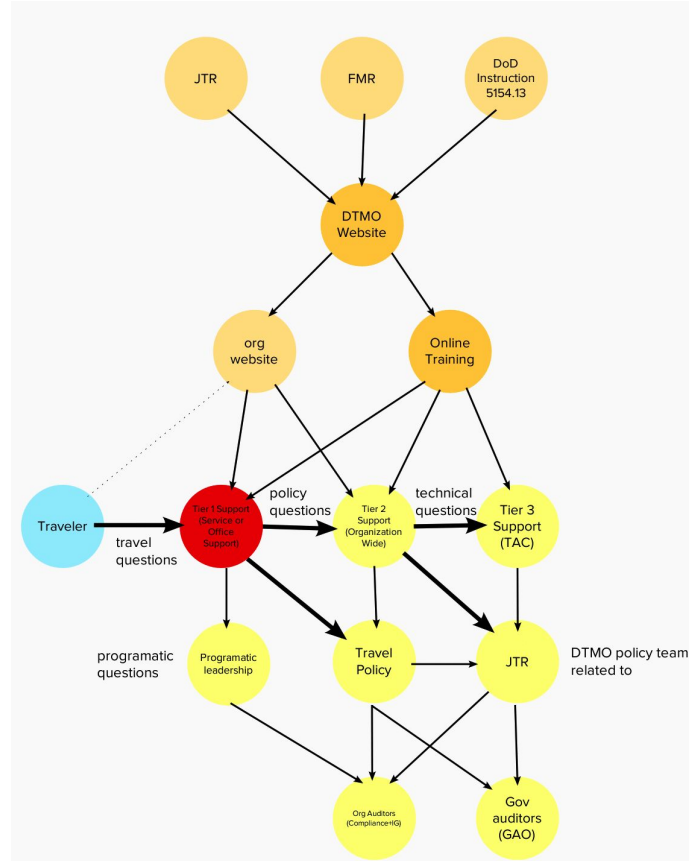 JTR
FMR
DoD
Instruction
5154.13
DTMO
Website
org
website
Online
Training
Traveler
travel
questions
Tier 1 Support
(Service or
Office
Support)
policy
questions
Tier 2
Support
(Organization
Wide)
technical
questions
Tier 3
Support
(TAC)
programatic
questions
Programatic
leadership
Travel
Policy
JTR
DTMO policy team
related to
Org Auditors
(Compliance+IG)
Gov
auditors
(GAO)